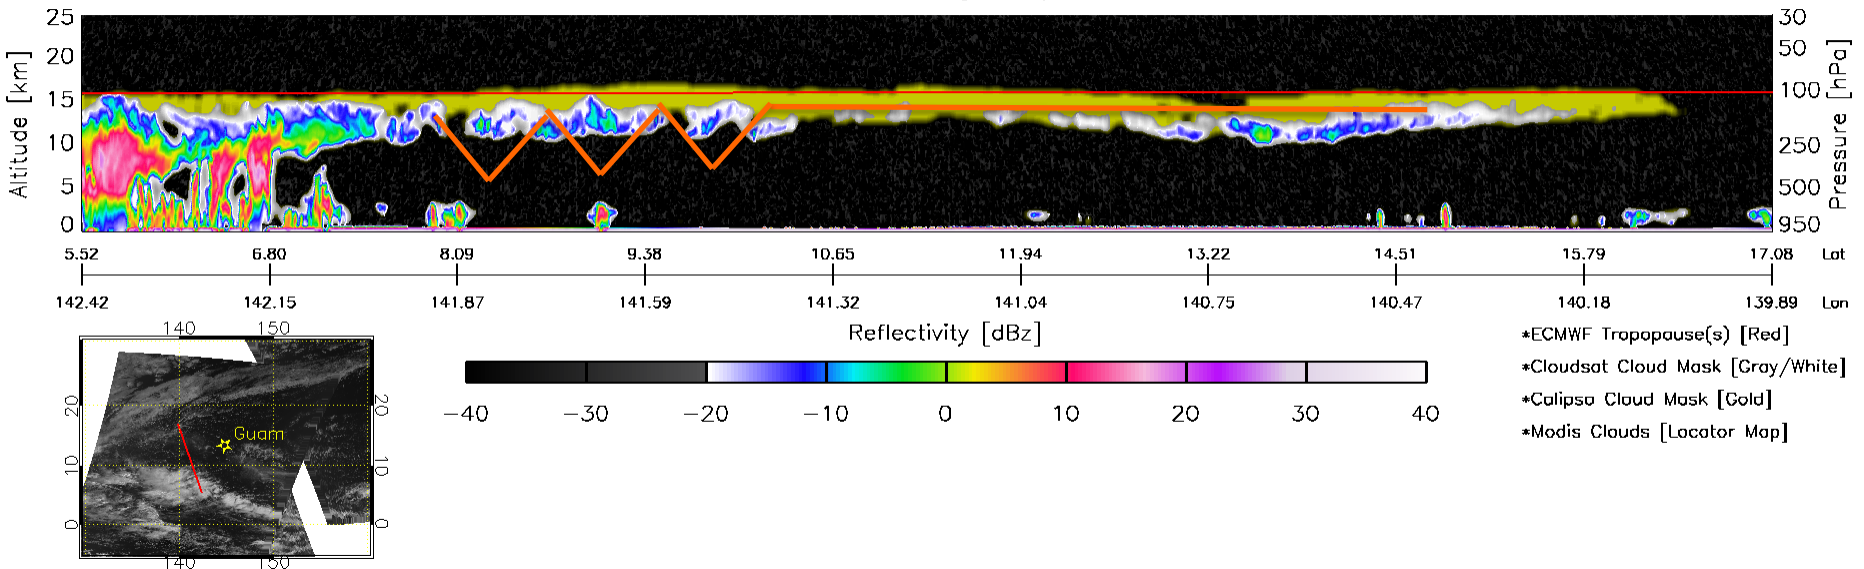 25
20
15
10
5
0
Altitude [km]
30
50
100
250
500
950
Pressure [hPa]
5.52 6.80 8.09 9.38 10.65 11.94 13.22 14.51 15.79 17.08 Lat
142.42 142.15 141.87 141.59 141.32 141.04 140.75 140.47 140.18 139.89 Lon
Reflectivity [dBz]
−40 −30 −20 −10 0 10 20 30 40
*ECMWF Tropopause(s) [Red]
*Cloudsat Cloud Mask [Gray/White]
*Calipso Cloud Mask [Gold]
*Modis Clouds [Locator Map]
140 150
20 20
Guam
10 10
0 0
140 150